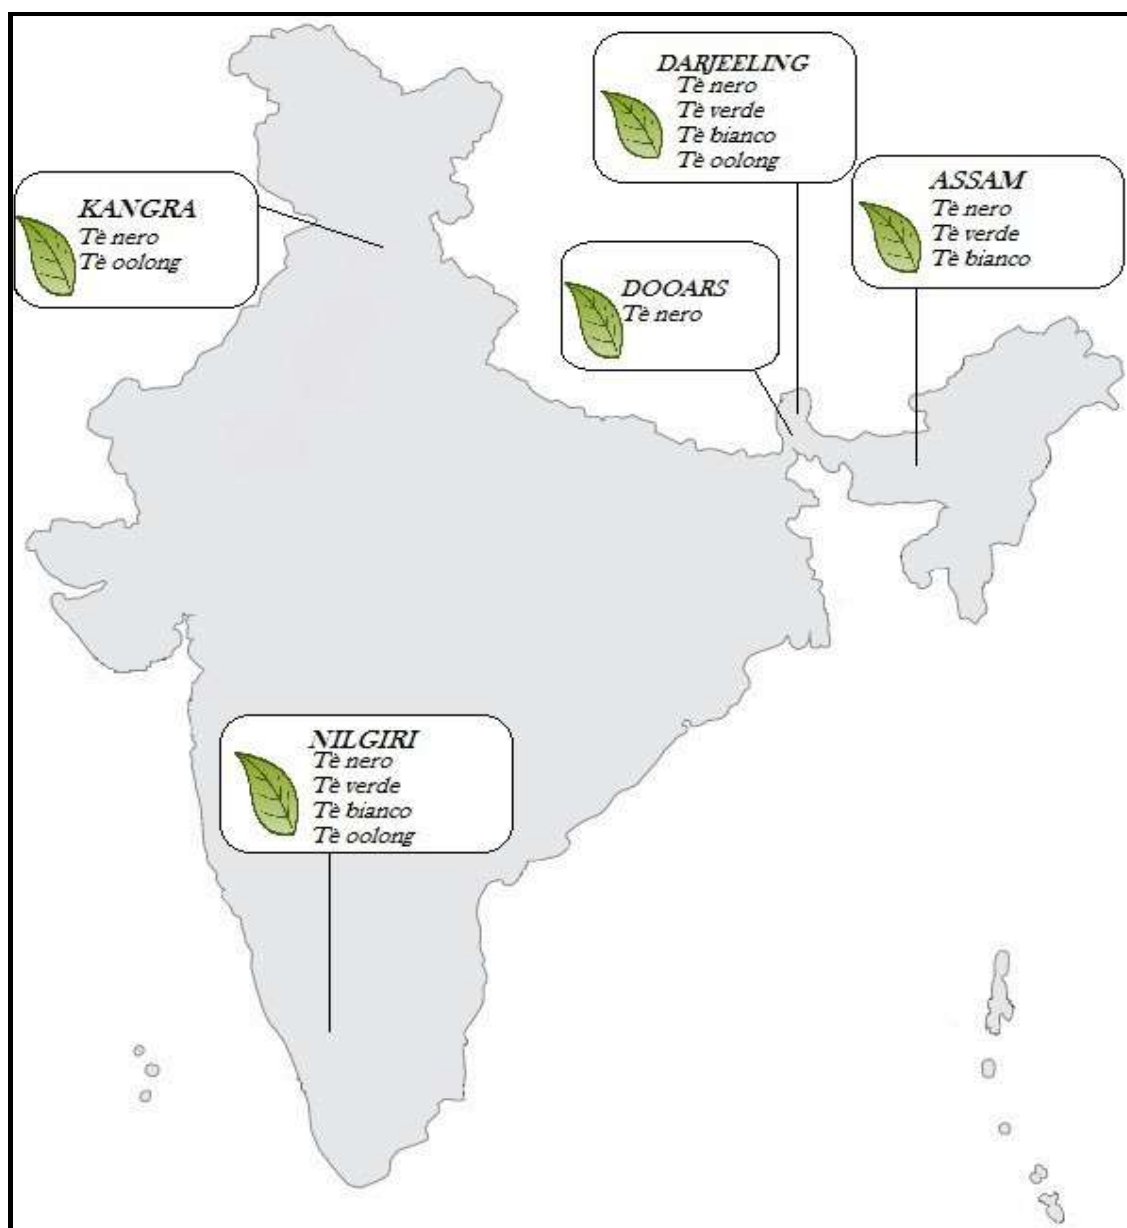 DARJEELING
Tè nero
Tè verde
Tè bianco
Tè oolong
ASSAM
Tè nero
Tè verde
Tè bianco
KANGRA
Tè nero
Tè oolong
DOOARS
Tè nero
NILGIRI
Tè nero
Tè verde
Tè bianco
Tè oolong